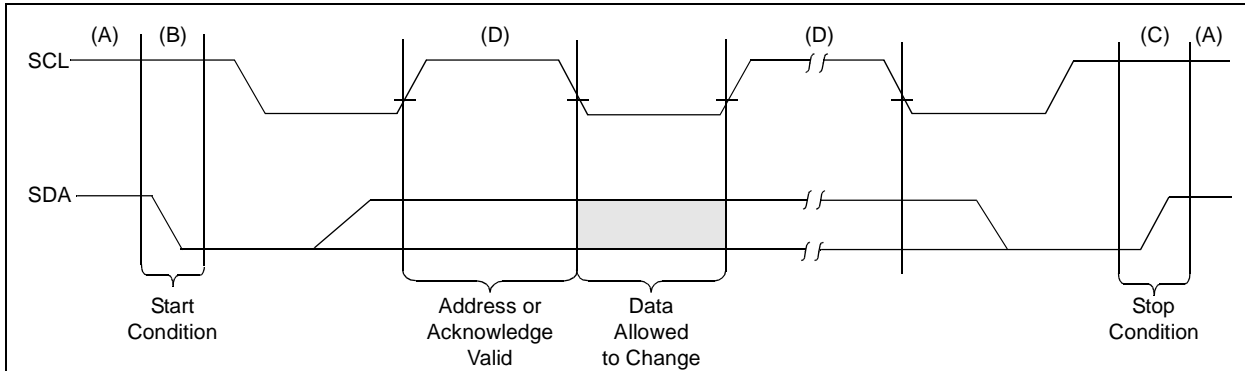 (A) (B) (D) (D) (C) (A)
SCL
SDA
Start
Condition
Address or
Acknowledge
Valid
Data
Allowed
to Change
Stop
Condition